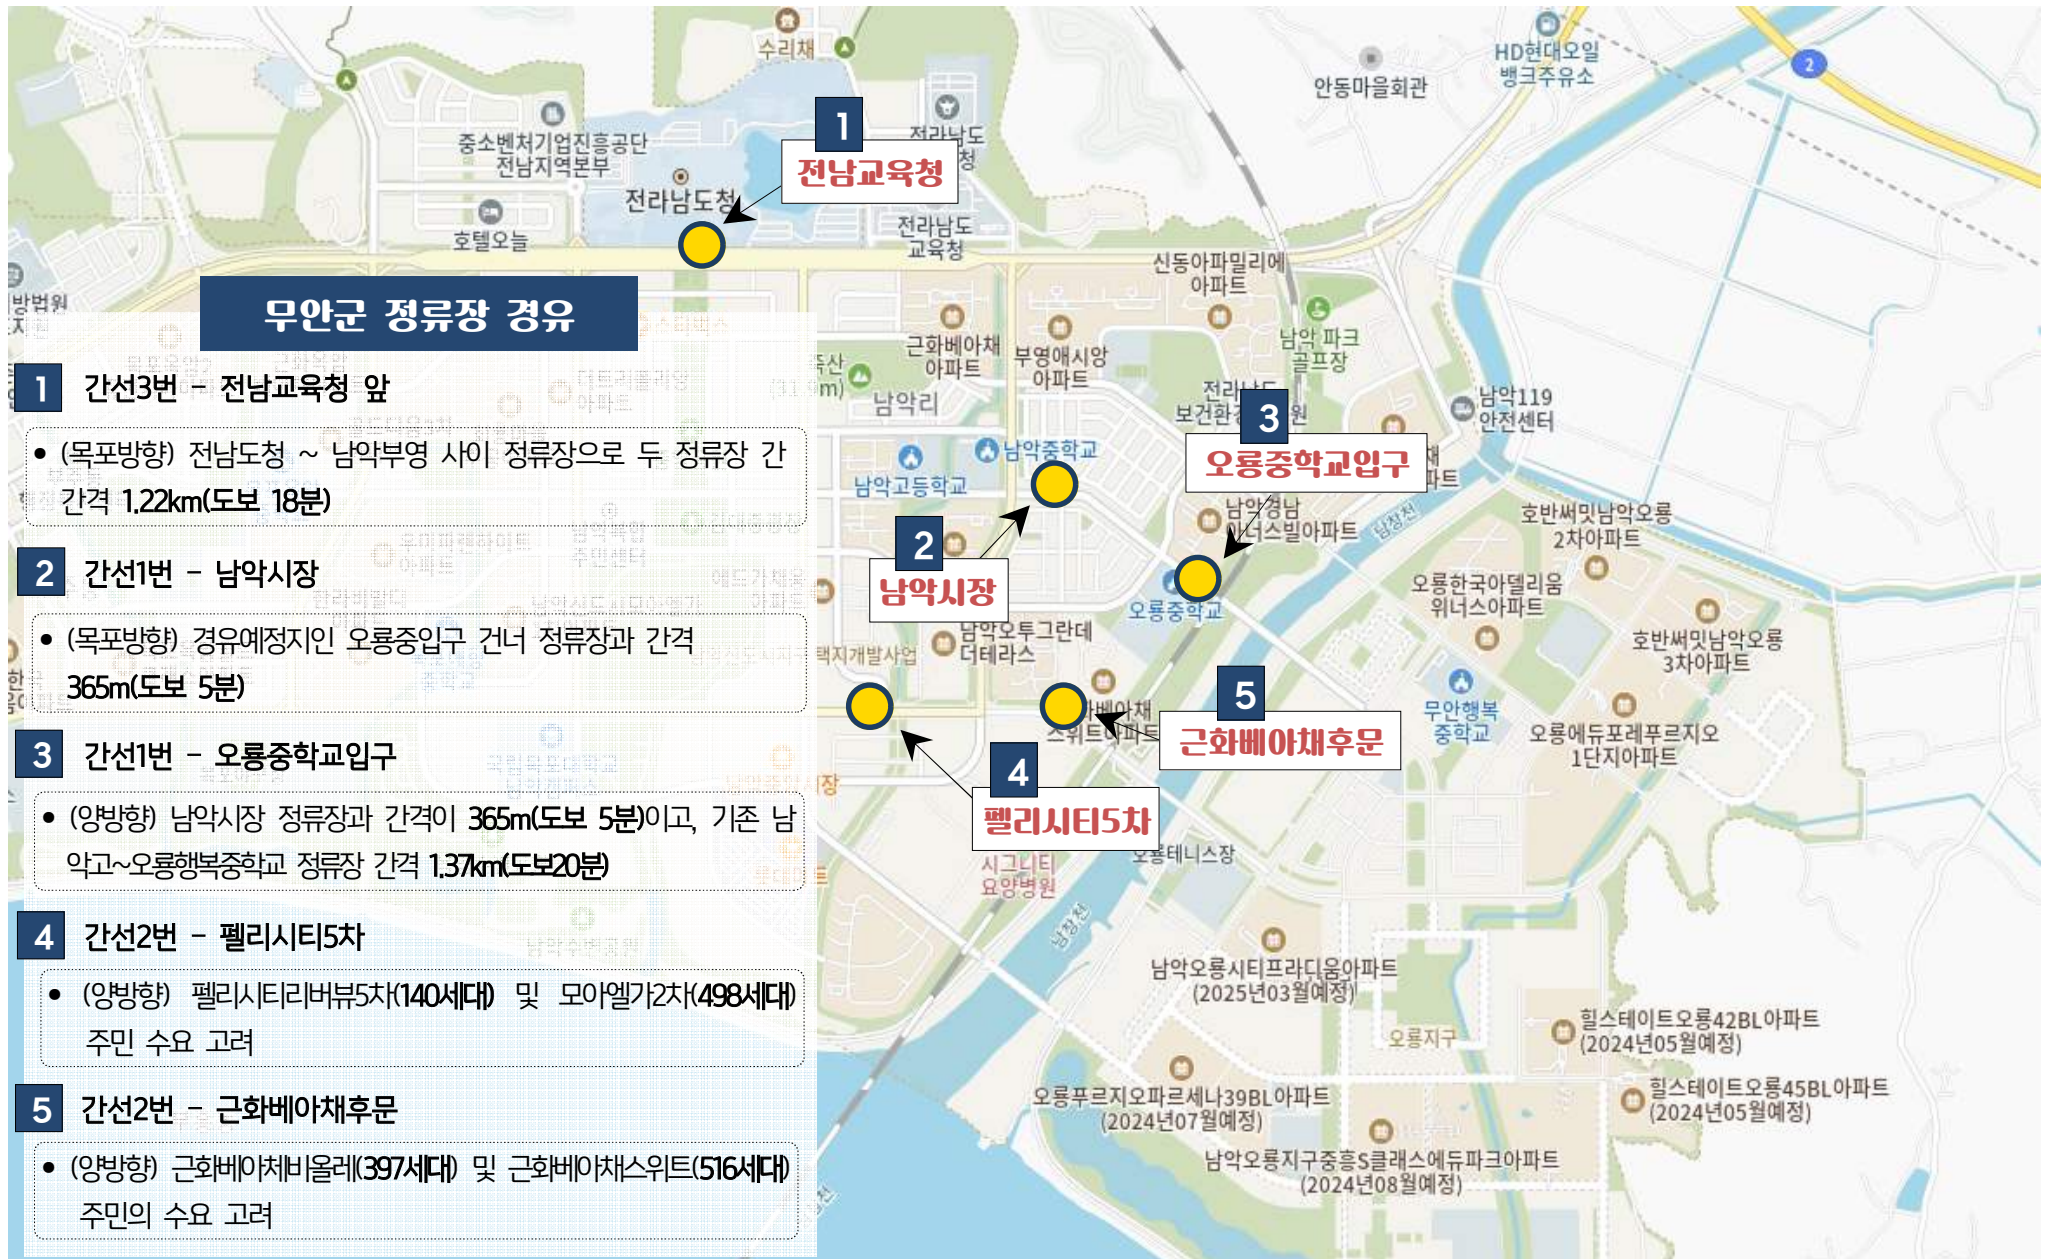 무안군 정류장 경유
1 간선3번 - 전남교육청 앞
• (목포방향) 전남도청 ~ 남악부영 사이 정류장으로 두 정류장 간
간격 1.22km(도보 18분)
2 간선1번 - 남악시장
• (목포방향) 경유예정지인 오룡중입구 건너 정류장과 간격
365m(도보 5분)
3 간선1번 - 오룡중학교입구
• (양방향) 남악시장 정류장과 간격이 365m(도보 5분)이고, 기존 남
악고~오룡행복중학교 정류장 간격 1.37km(도보20분)
4 간선2번 - 펠리시티5차
• (양방향) 펠리시티리버뷰5차(140세대) 및 모아엘가2차(498세대)
주민 수요 고려
5 간선2번 - 근화베아채후문
• (양방향) 근화베아체비올레(397세대) 및 근화베아채스위트(516세대)
주민의 수요 고려
수리채
안동마을회관
HD현대오일
뱅크주유소
2
중소벤처기업진흥공단
전남지역본부
전라남도청
호텔오늘
1
전남교육청
전라남도
청
전라남도
교육청
신동아파밀리에
아파트
근화베아채
아파트
부영애시앙
아파트
남악 파크
골프장
남악119
안전센터
남악리
남악중학교
남악고등학교
3
오룡중학교입구
남악경남
아너스빌아파트
남창천
호반써밋남악오룡
2차아파트
2
남악시장
오룡중학교
오룡한국아델리움
위너스아파트
호반써밋남악오룡
3차아파트
남악오투그란데
더테라스
택지개발사업
5
근화베아채후문
무안행복
중학교
오룡에듀포레푸르지오
1단지아파트
4
펠리시티5차
시그니티
요양병원
오룡테니스장
남창천
남악오룡시티프라디움아파트
(2025년03월예정)
오룡지구
힐스테이트오룡42BL아파트
(2024년05월예정)
힐스테이트오룡45BL아파트
(2024년05월예정)
오룡푸르지오파르세나39BL아파트
(2024년07월예정)
남악오룡지구중흥S클래스에듀파크아파트
(2024년08월예정)